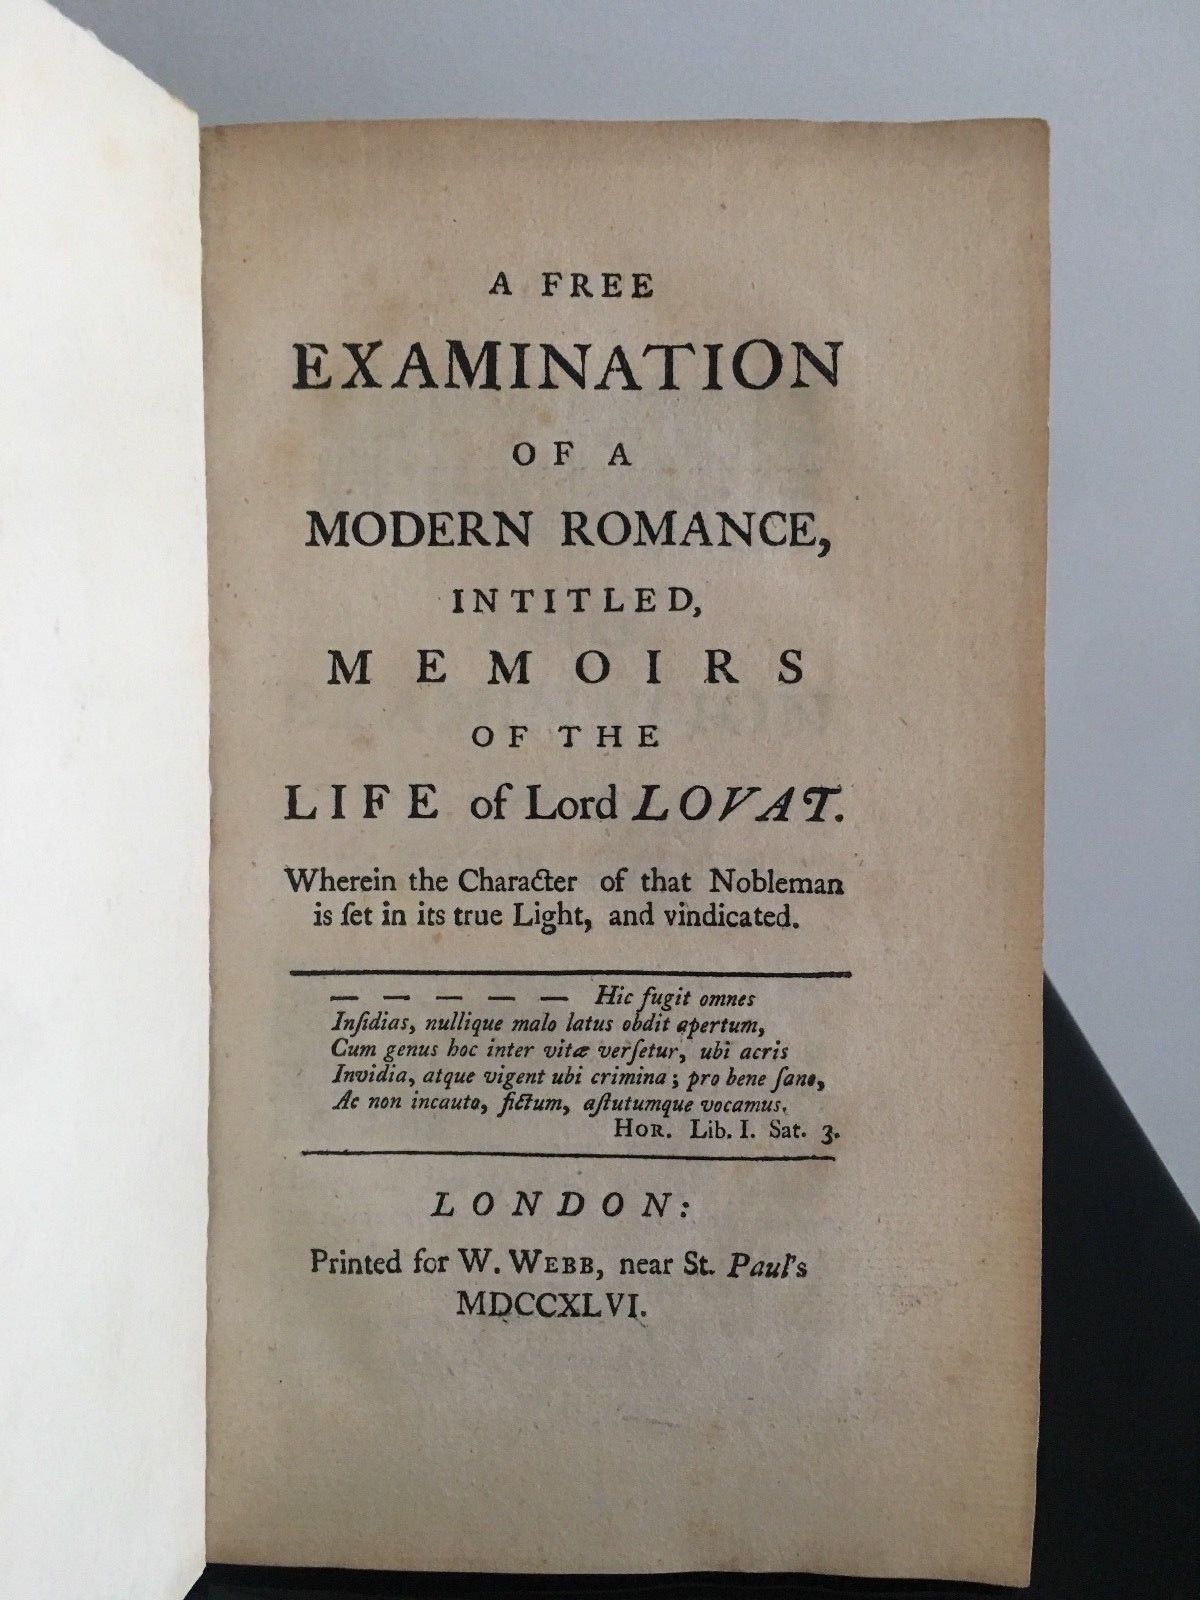 A FREE
EXAMINATION
OF A
MODERN ROMANCE,
INTITLED,
MEMOIRS
OF THE
LIFE of Lord LOVAT.
Wherein the Character of that Nobleman
is ſet in its true Light, and vindicated.
— — — — — Hic fugit omnes
Inſidias, nullique malo latus obdit apertum,
Cum genus hoc inter vitæ verſetur, ubi acris
Invidia, atque vigent ubi crimina; pro bene ſano,
Ac non incauto, fictum, aſtutumque vocamus.
HOR. Lib. I. Sat. 3.
LONDON:
Printed for W. WEBB, near St. Paul's
MDCCXLVI.